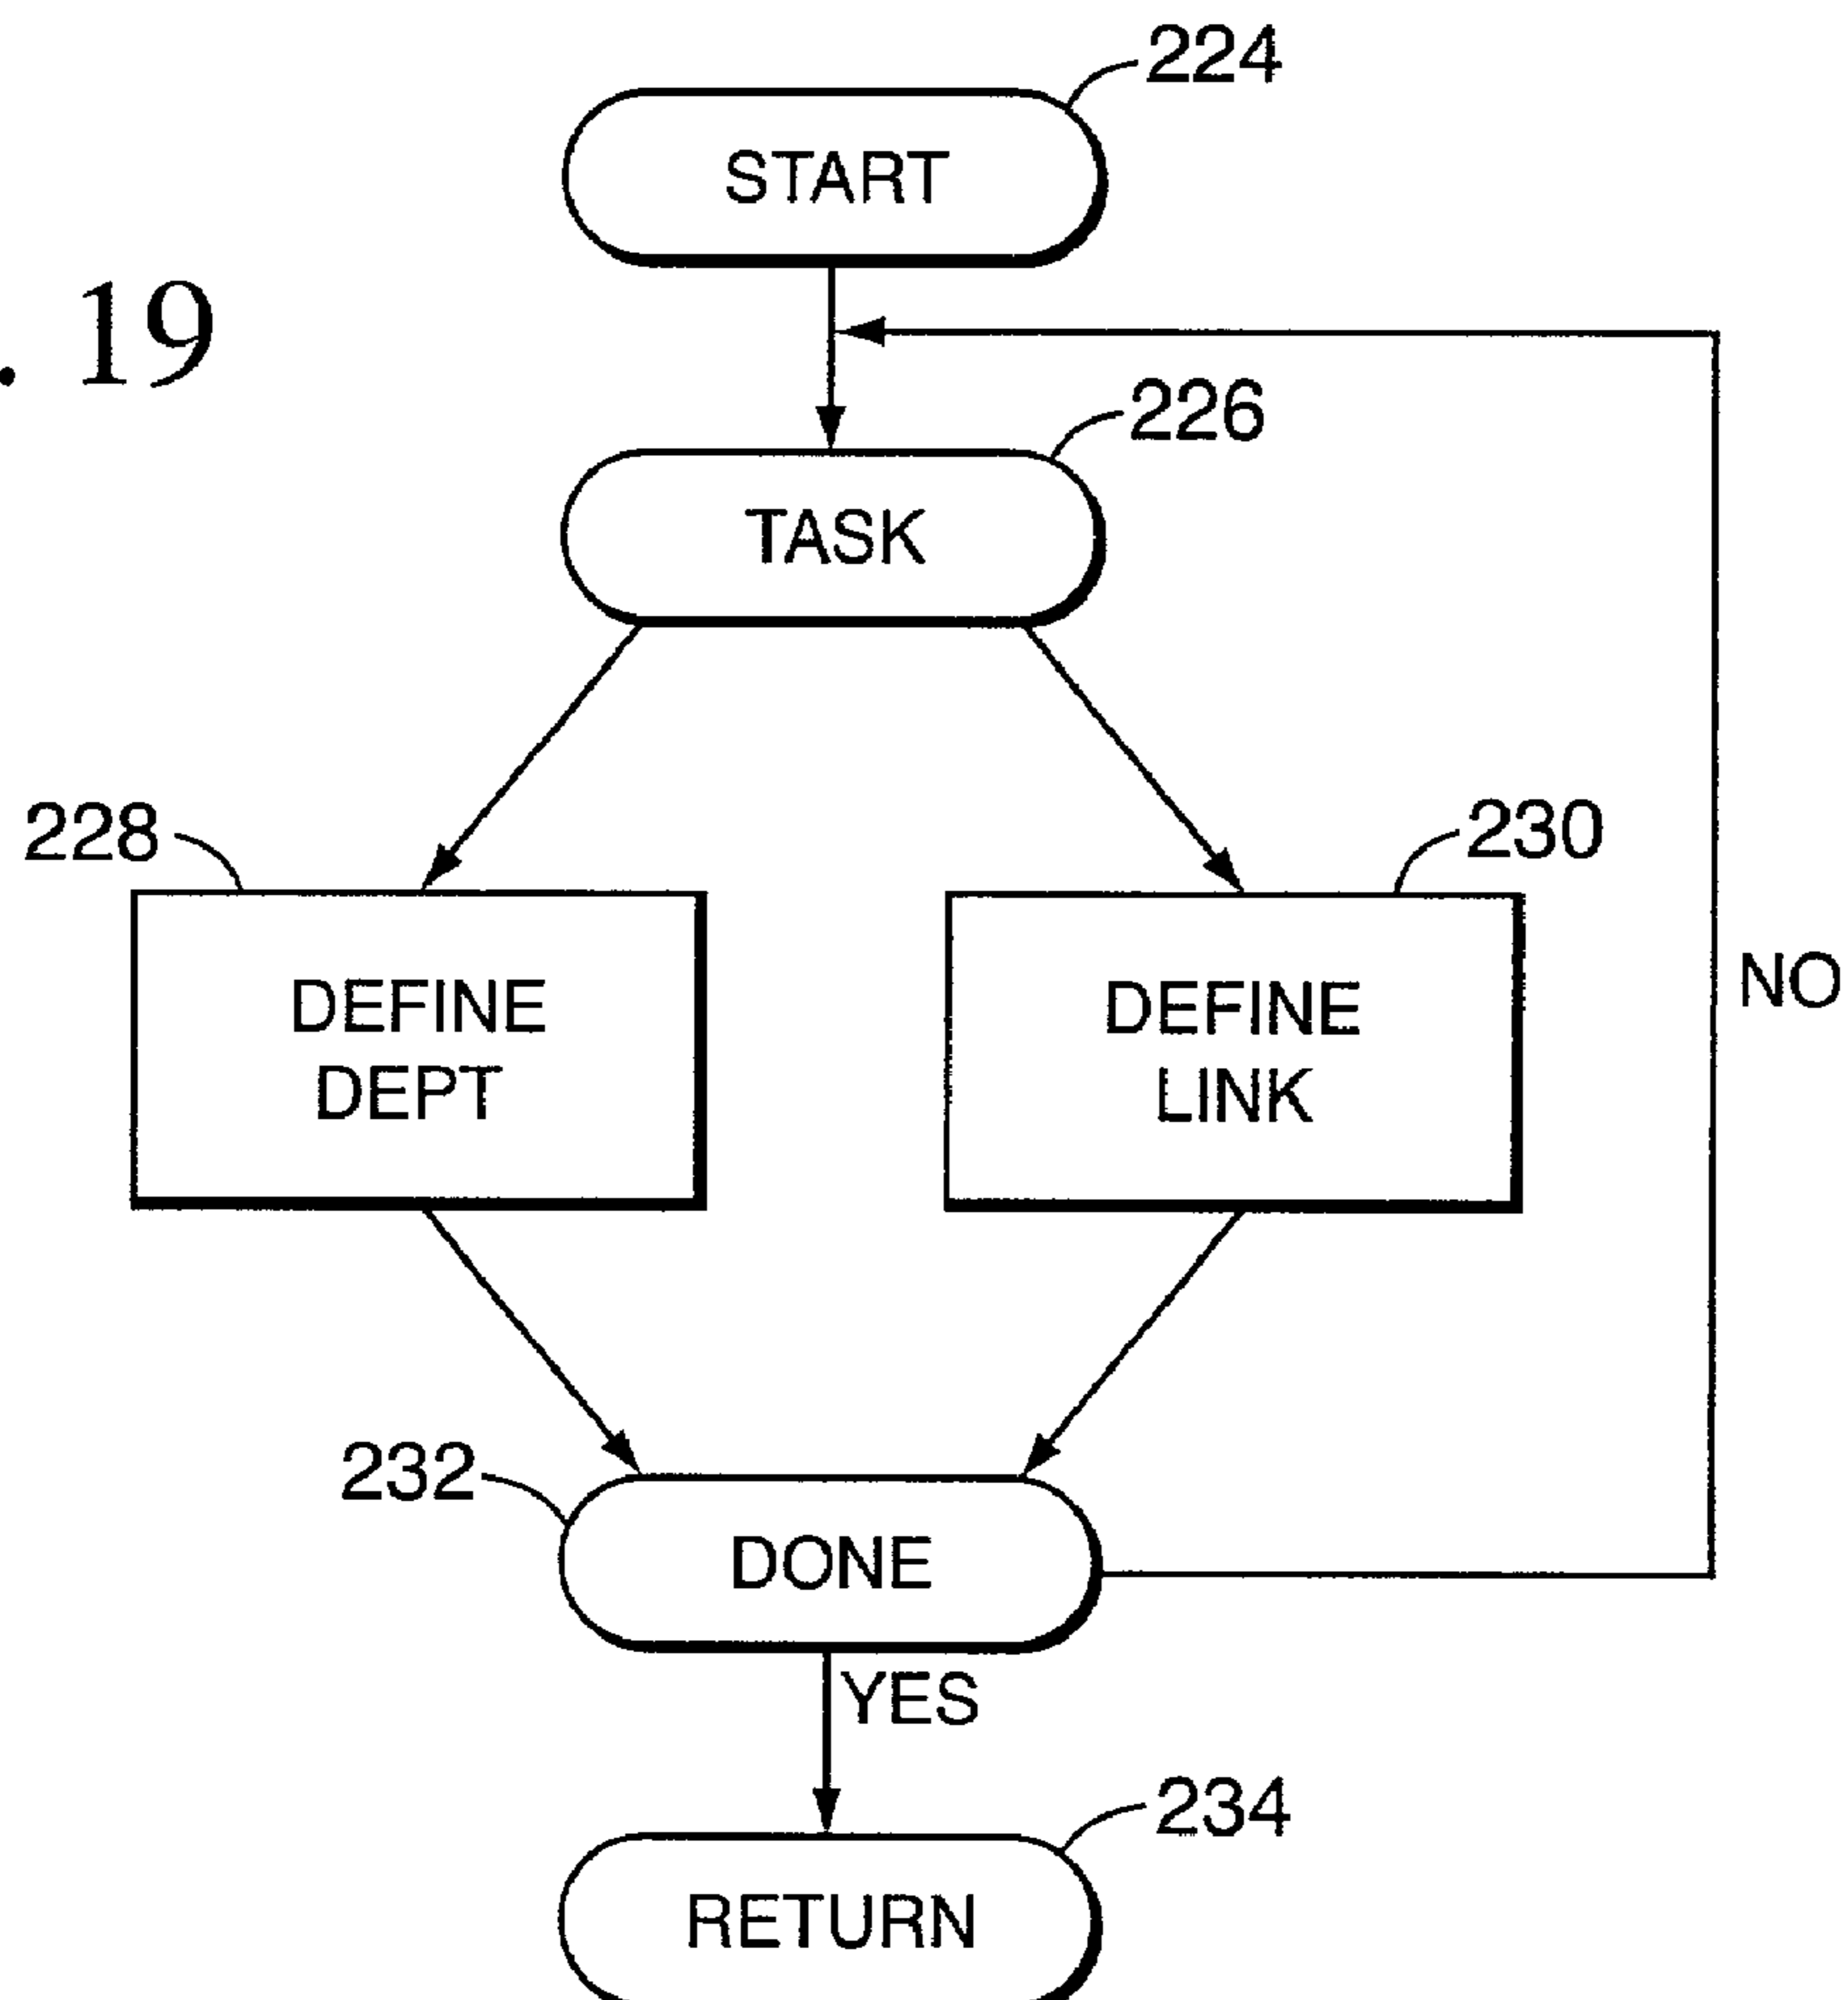 224
START
. 19
226
TASK
228
230
DEFINE
DEPT
DEFINE
LINK
NO
232
DONE
YES
234
RETURN